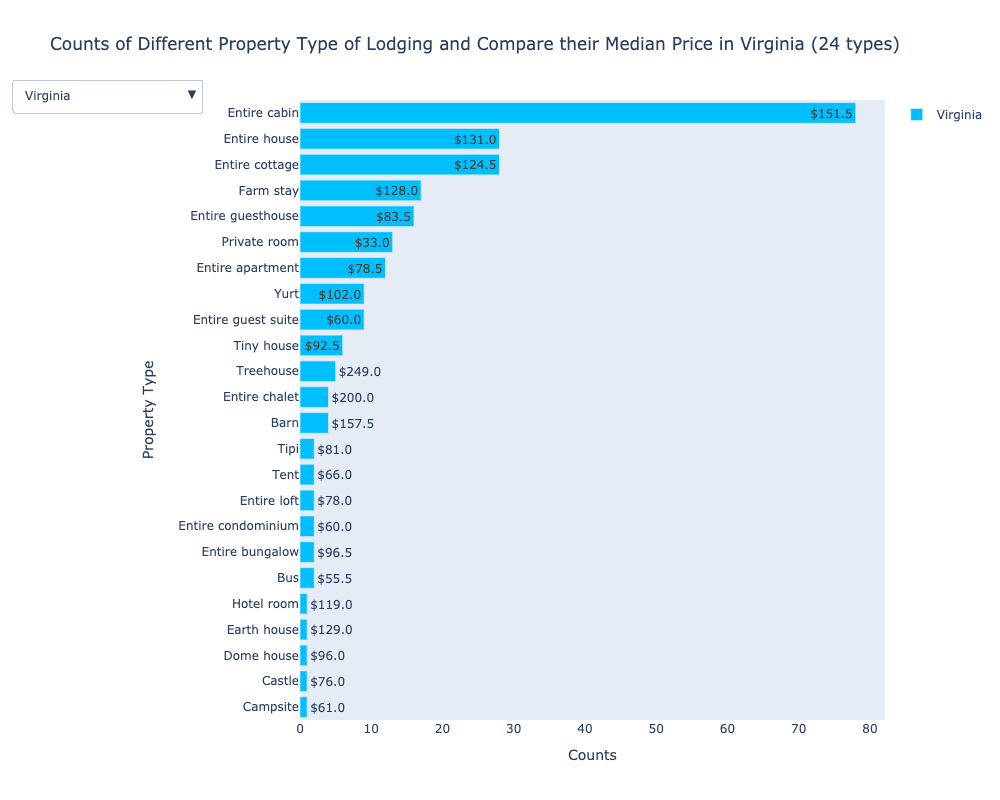 Counts of Different Property Type of Lodging and Compare their Median Price in Virginia (24 types)
Virginia ▼
Virginia
Entire cabin $151.5
Entire house $131.0
Entire cottage $124.5
Farm stay $128.0
Entire guesthouse $83.5
Private room $33.0
Entire apartment $78.5
Yurt $102.0
Entire guest suite $60.0
Tiny house $92.5
Treehouse $249.0
Entire chalet $200.0
Barn $157.5
Tipi $81.0
Tent $66.0
Entire loft $78.0
Entire condominium $60.0
Entire bungalow $96.5
Bus $55.5
Hotel room $119.0
Earth house $129.0
Dome house $96.0
Castle $76.0
Campsite $61.0
Property Type
0 10 20 30 40 50 60 70 80
Counts